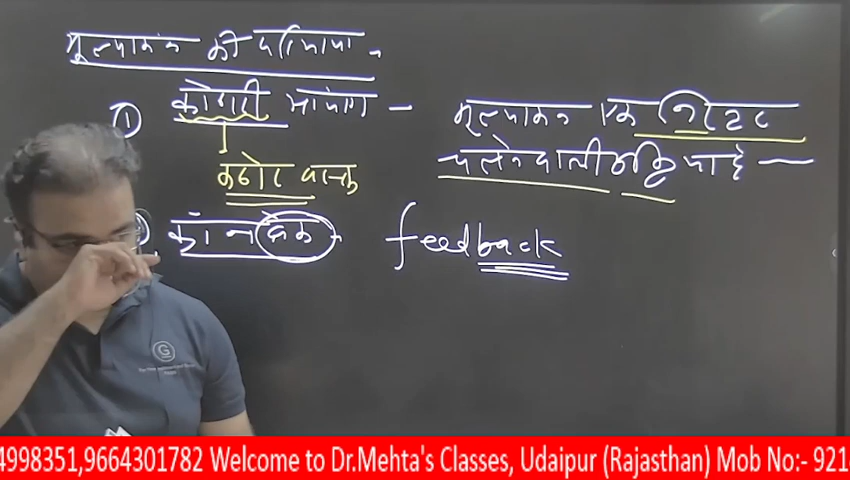 मूल्यांकन की परिभाषा -
① कोठारी आयोग - मूल्यांकन एक निरंतर
चलने वाली प्रक्रिया है —
कठोर
क्रॉनबैक - feedback
4998351,9664301782 Welcome to Dr.Mehta's Classes, Udaipur (Rajasthan) Mob No:- 921